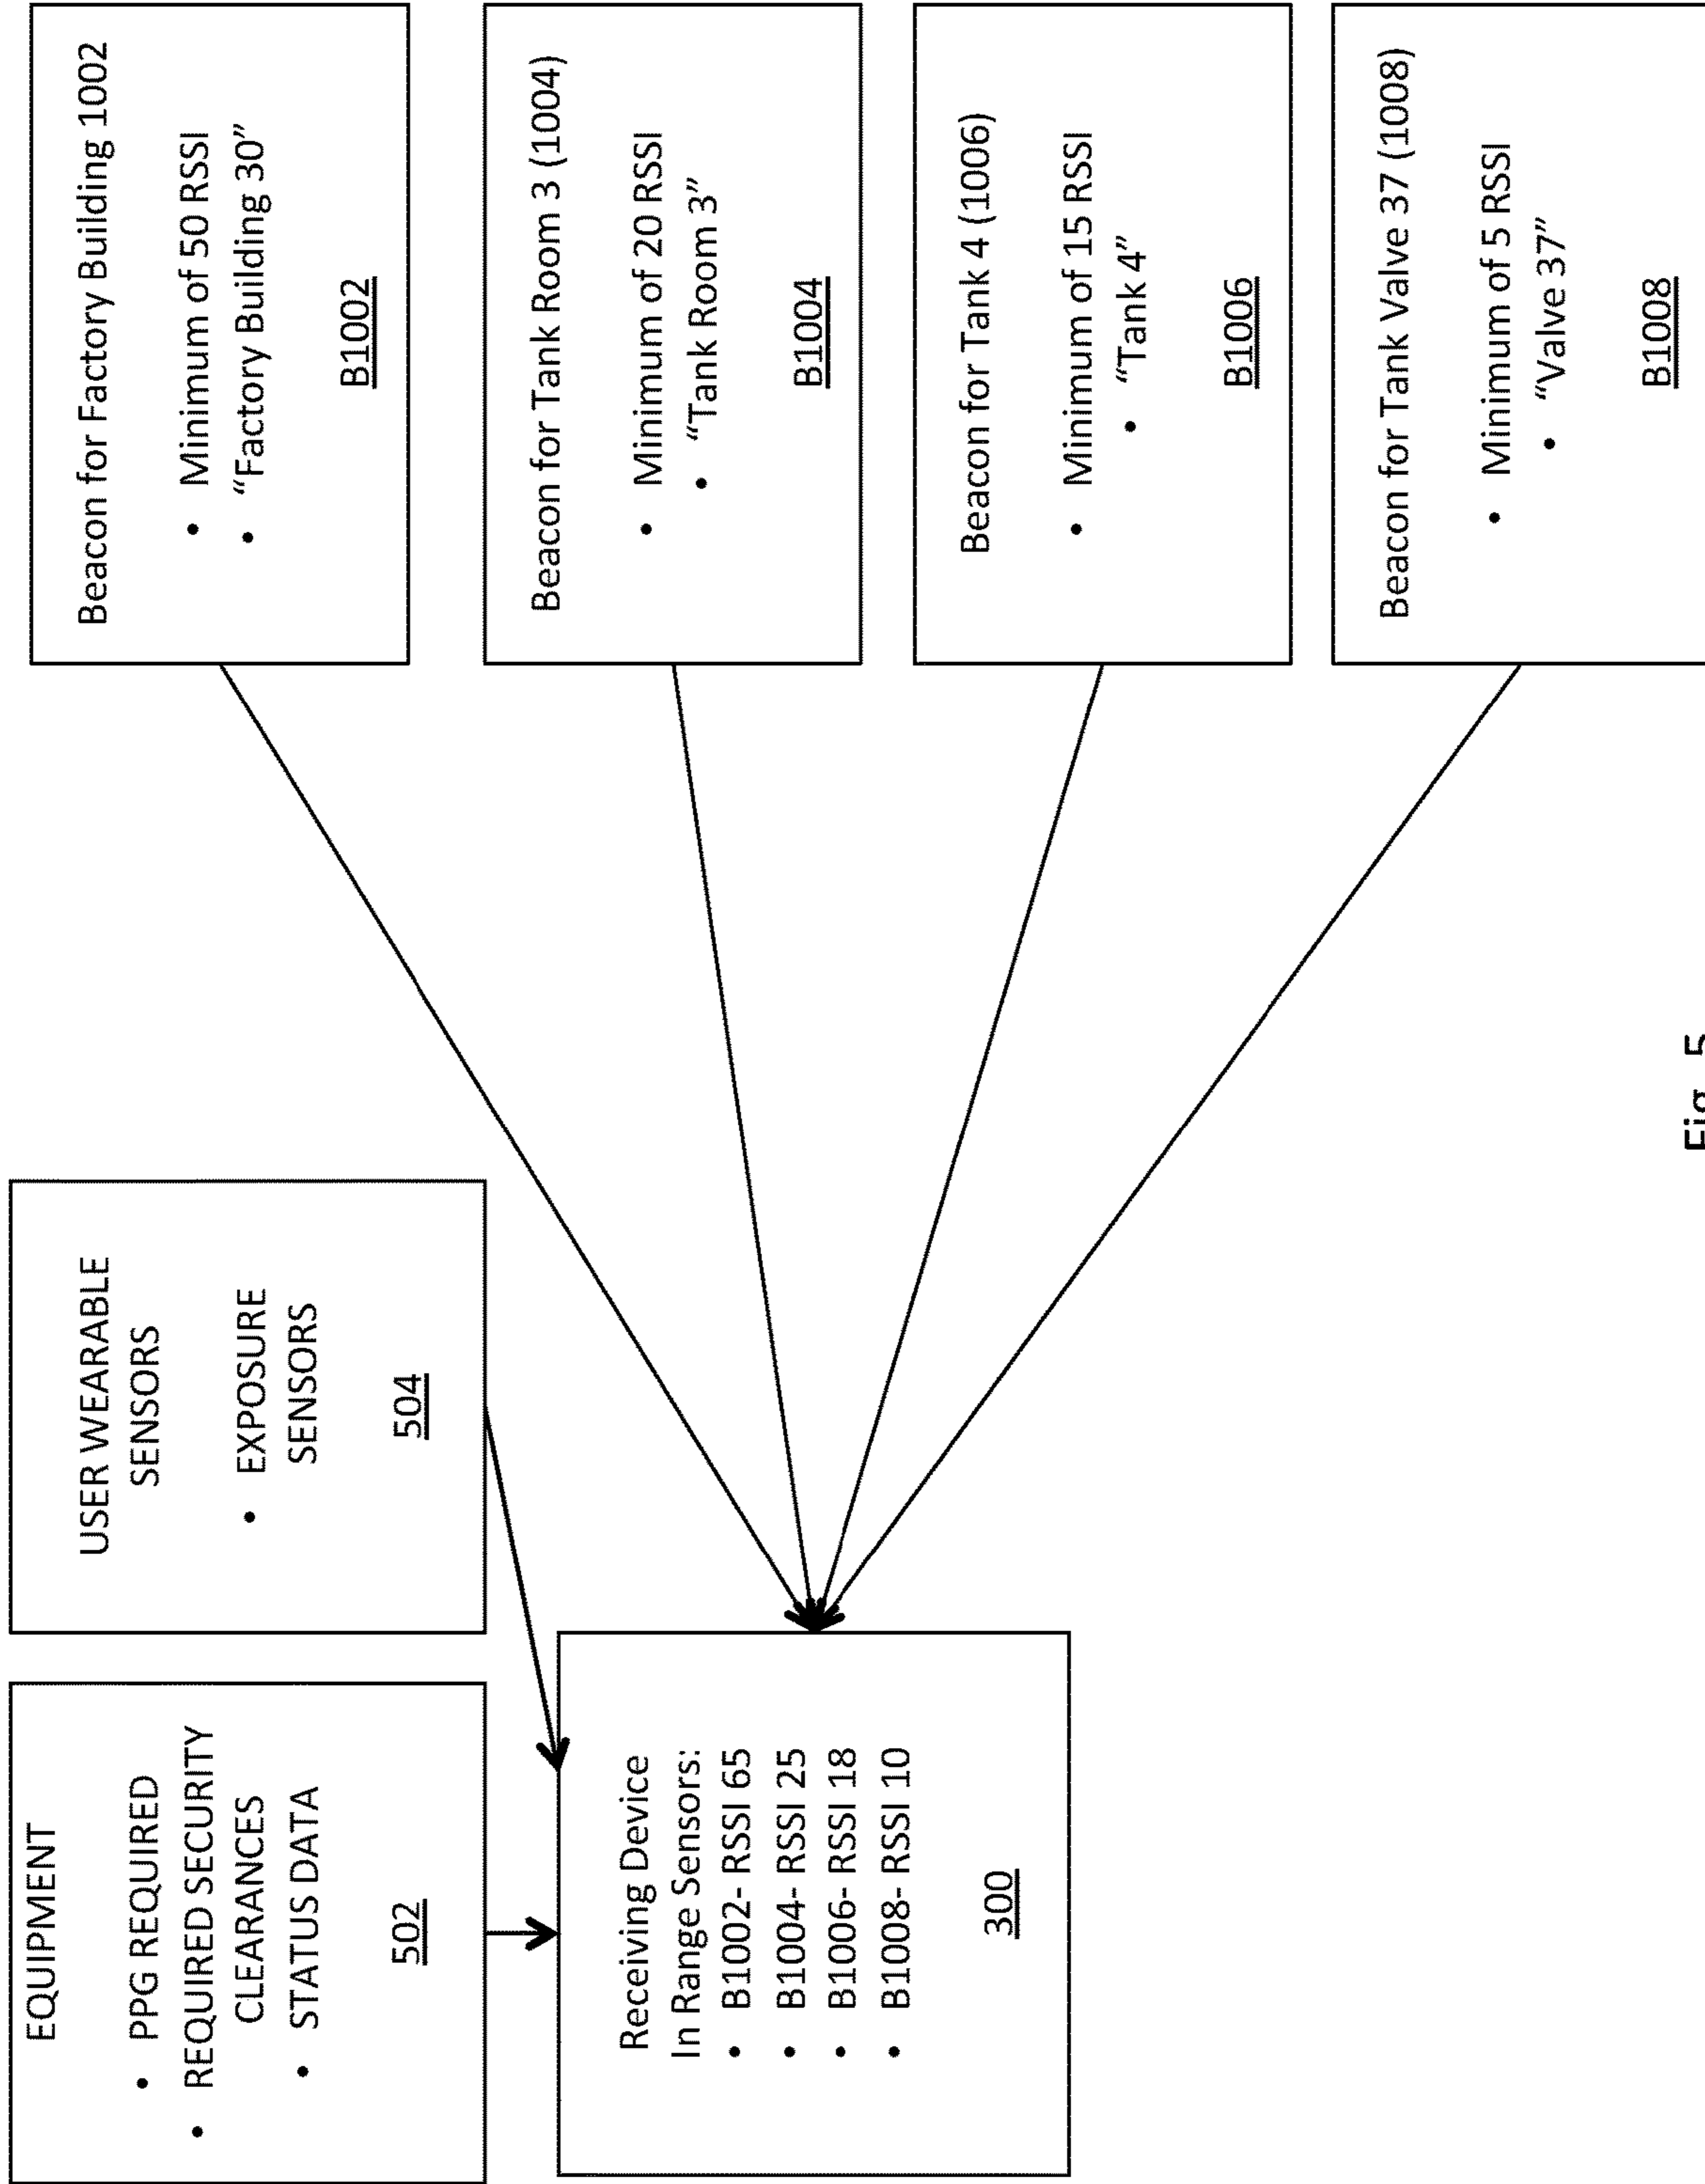 EQUIPMENT
• PPG REQUIRED
• REQUIRED SECURITY
CLEARANCES
• STATUS DATA
502
USER WEARABLE
SENSORS
• EXPOSURE
SENSORS
504
Receiving Device
In Range Sensors:
• B1002- RSSI 65
• B1004- RSSI 25
• B1006- RSSI 18
• B1008- RSSI 10
300
Beacon for Factory Building 1002
• Minimum of 50 RSSI
• “Factory Building 30”
B1002
Beacon for Tank Room 3 (1004)
• Minimum of 20 RSSI
• “Tank Room 3”
B1004
Beacon for Tank 4 (1006)
• Minimum of 15 RSSI
• “Tank 4”
B1006
Beacon for Tank Valve 37 (1008)
• Minimum of 5 RSSI
• “Valve 37”
B1008
Fig. 5